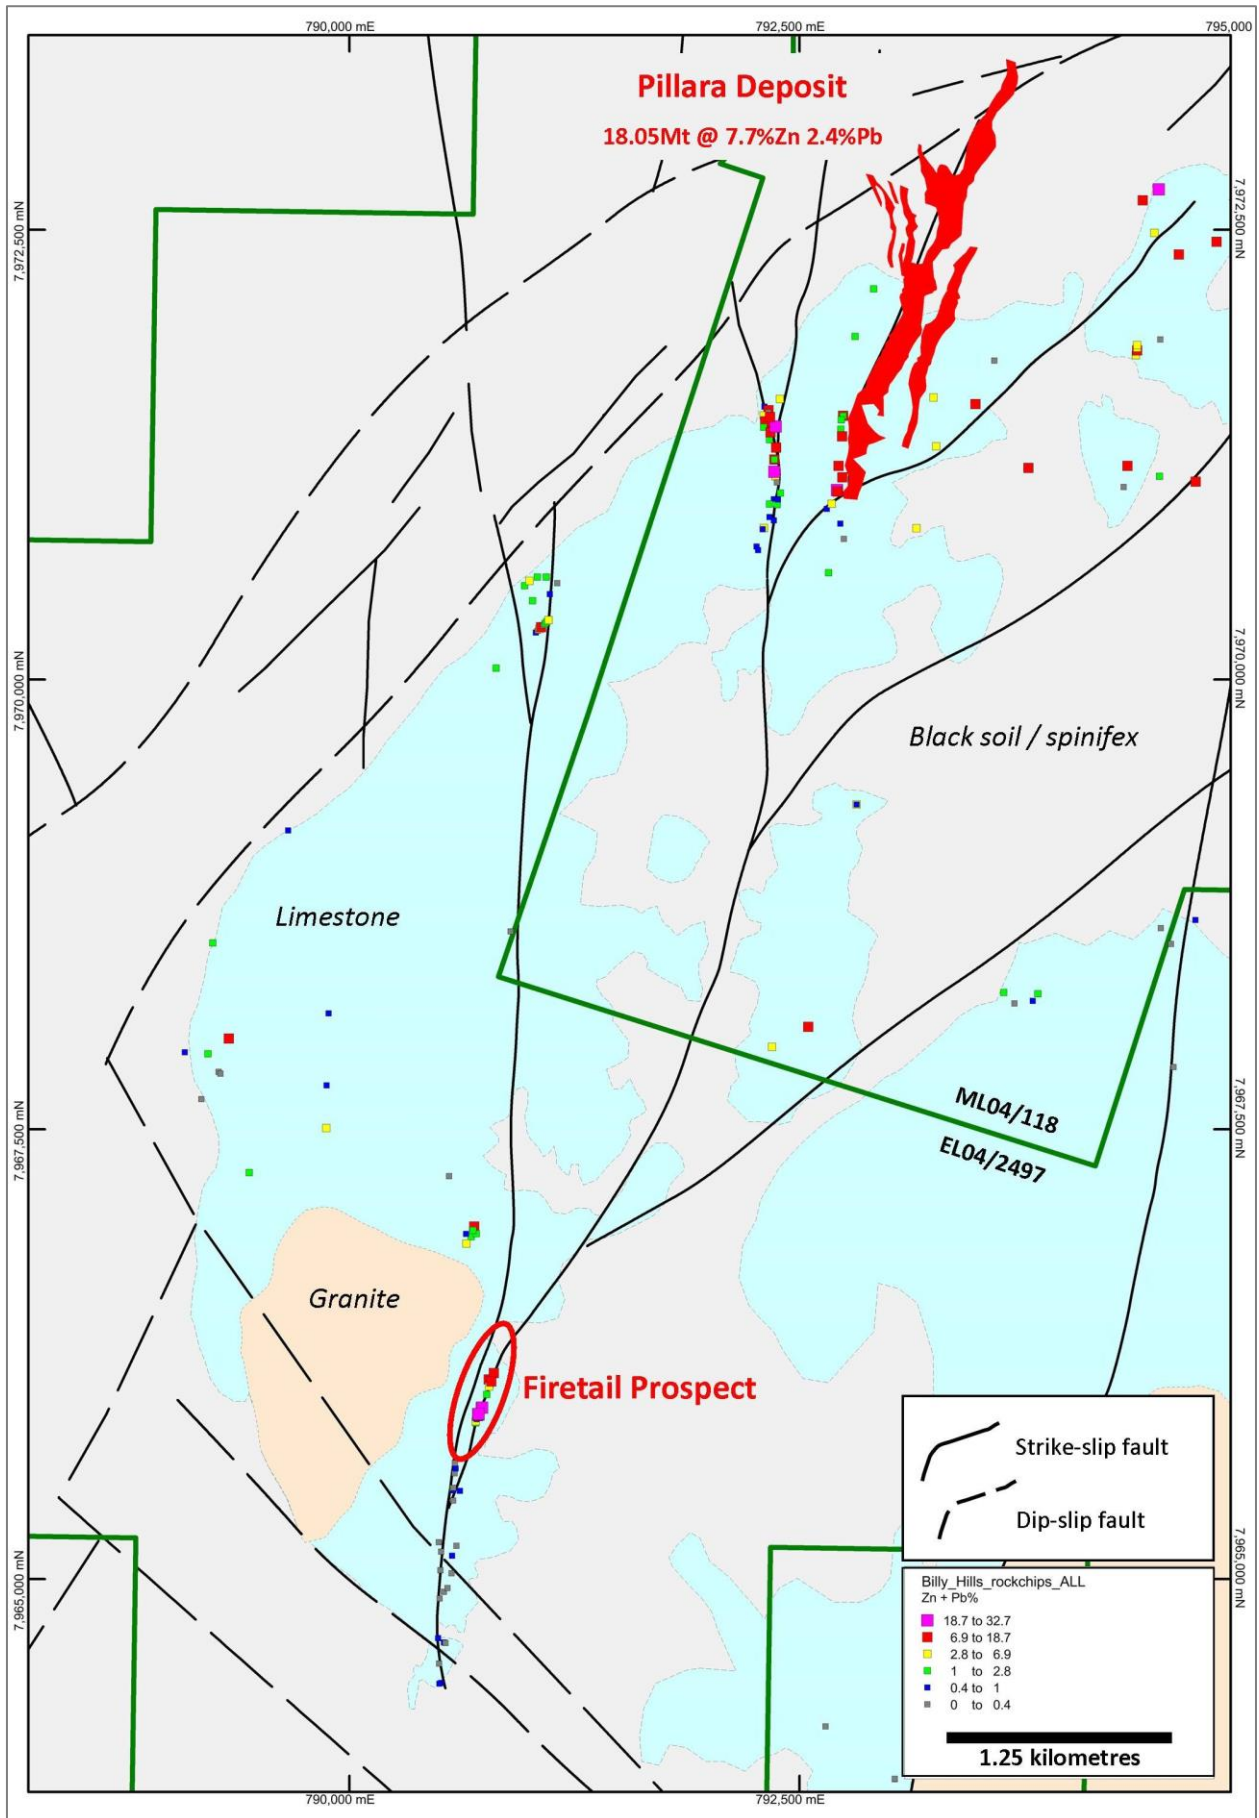 790,000 mE
792,500 mE
795,000
Pillara Deposit
18.05Mt @ 7.7%Zn 2.4%Pb
7,972,500 mN
7,972,500 mN
7,970,000 mN
7,970,000 mN
Black soil / spinifex
Limestone
ML04/118
EL04/2497
7,967,500 mN
7,967,500 mN
Granite
Firetail Prospect
Strike-slip fault
Dip-slip fault
7,965,000 mN
7,965,000 mN
Billy_Hills_rockchips_ALL
Zn + Pb%
18.7 to 32.7
6.9 to 18.7
2.8 to 6.9
1 to 2.8
0.4 to 1
0 to 0.4
1.25 kilometres
790,000 mE
792,500 mE